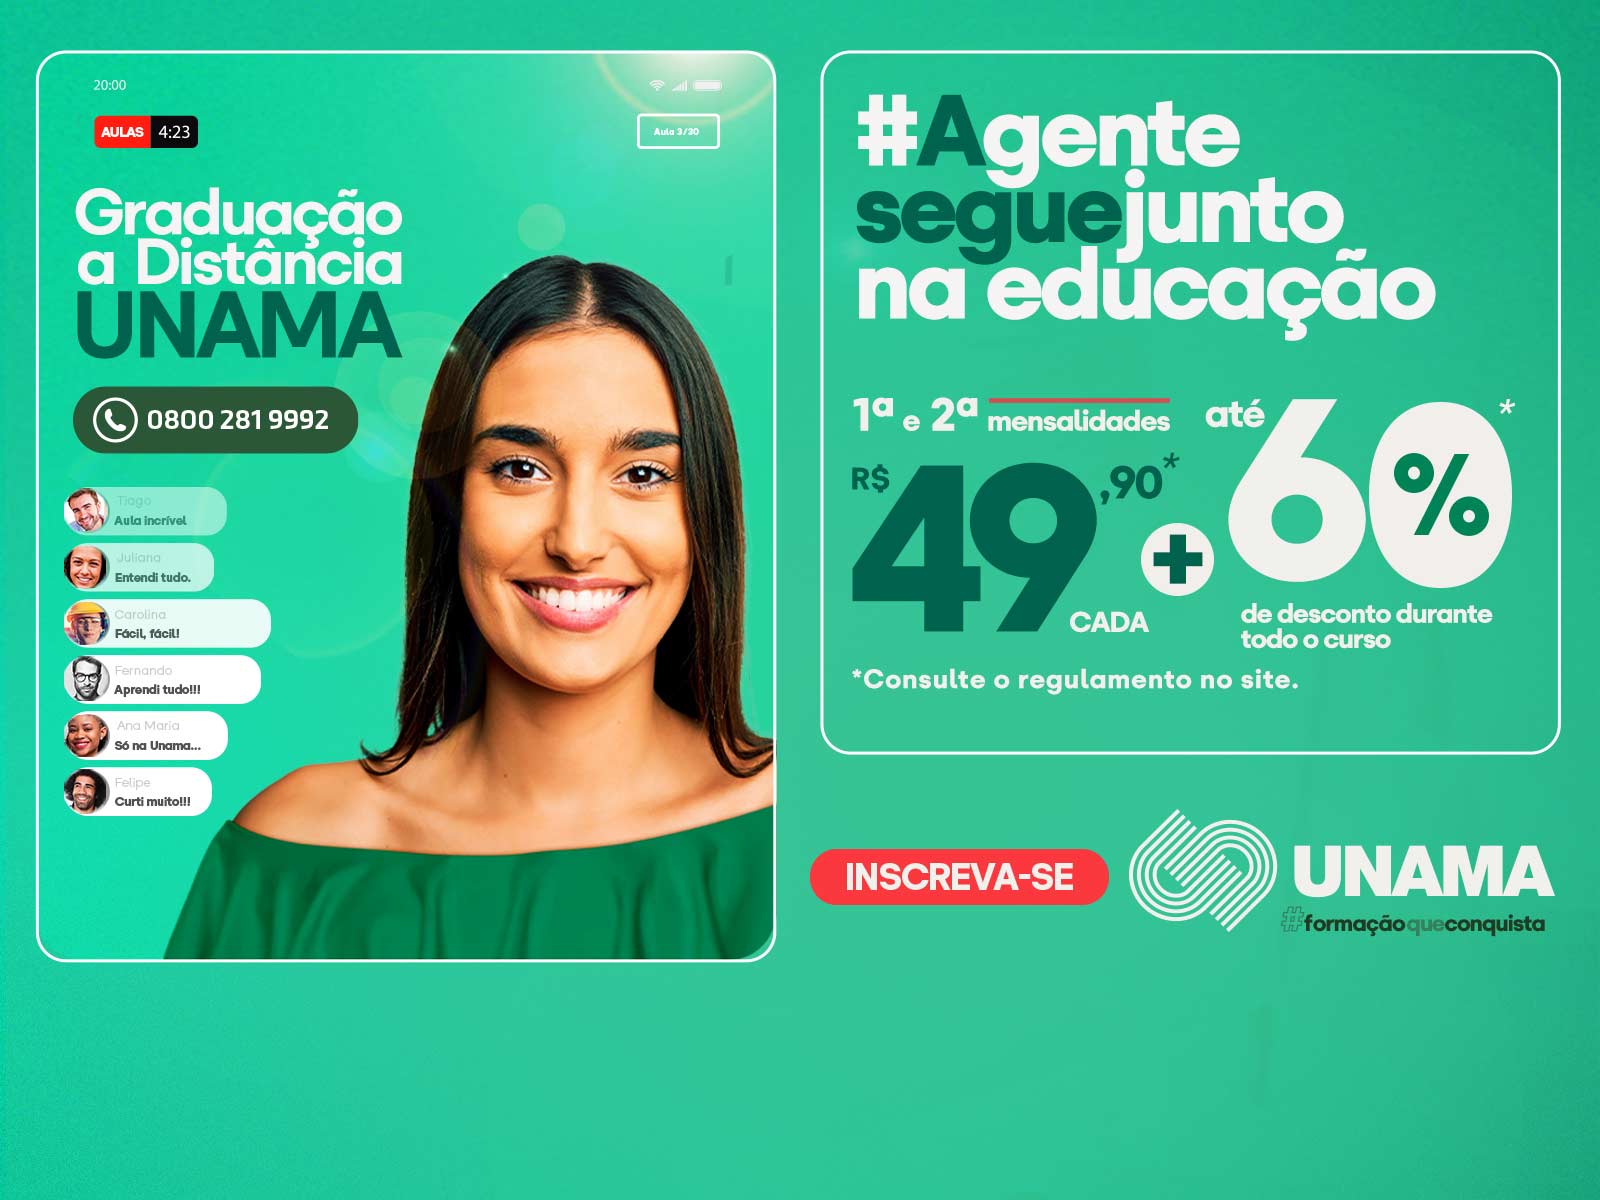 20:00
AULAS 4:23
Aula 3/30
Graduação
a Distância
UNAMA
0800 281 9992
Tiago
Aula incrível
Juliana
Entendi tudo.
Carolina
Fácil, fácil!
Fernando
Aprendi tudo!!!
Ana Maria
Só na Unama...
Felipe
Curti muito!!!
#Agente
seguejunto
na educação
1ª e 2ª mensalidades
R$ 49,90*
CADA
+
até 60%*
de desconto durante
todo o curso
*Consulte o regulamento no site.
INSCREVA-SE
UNAMA
#formaçãoqueconquista